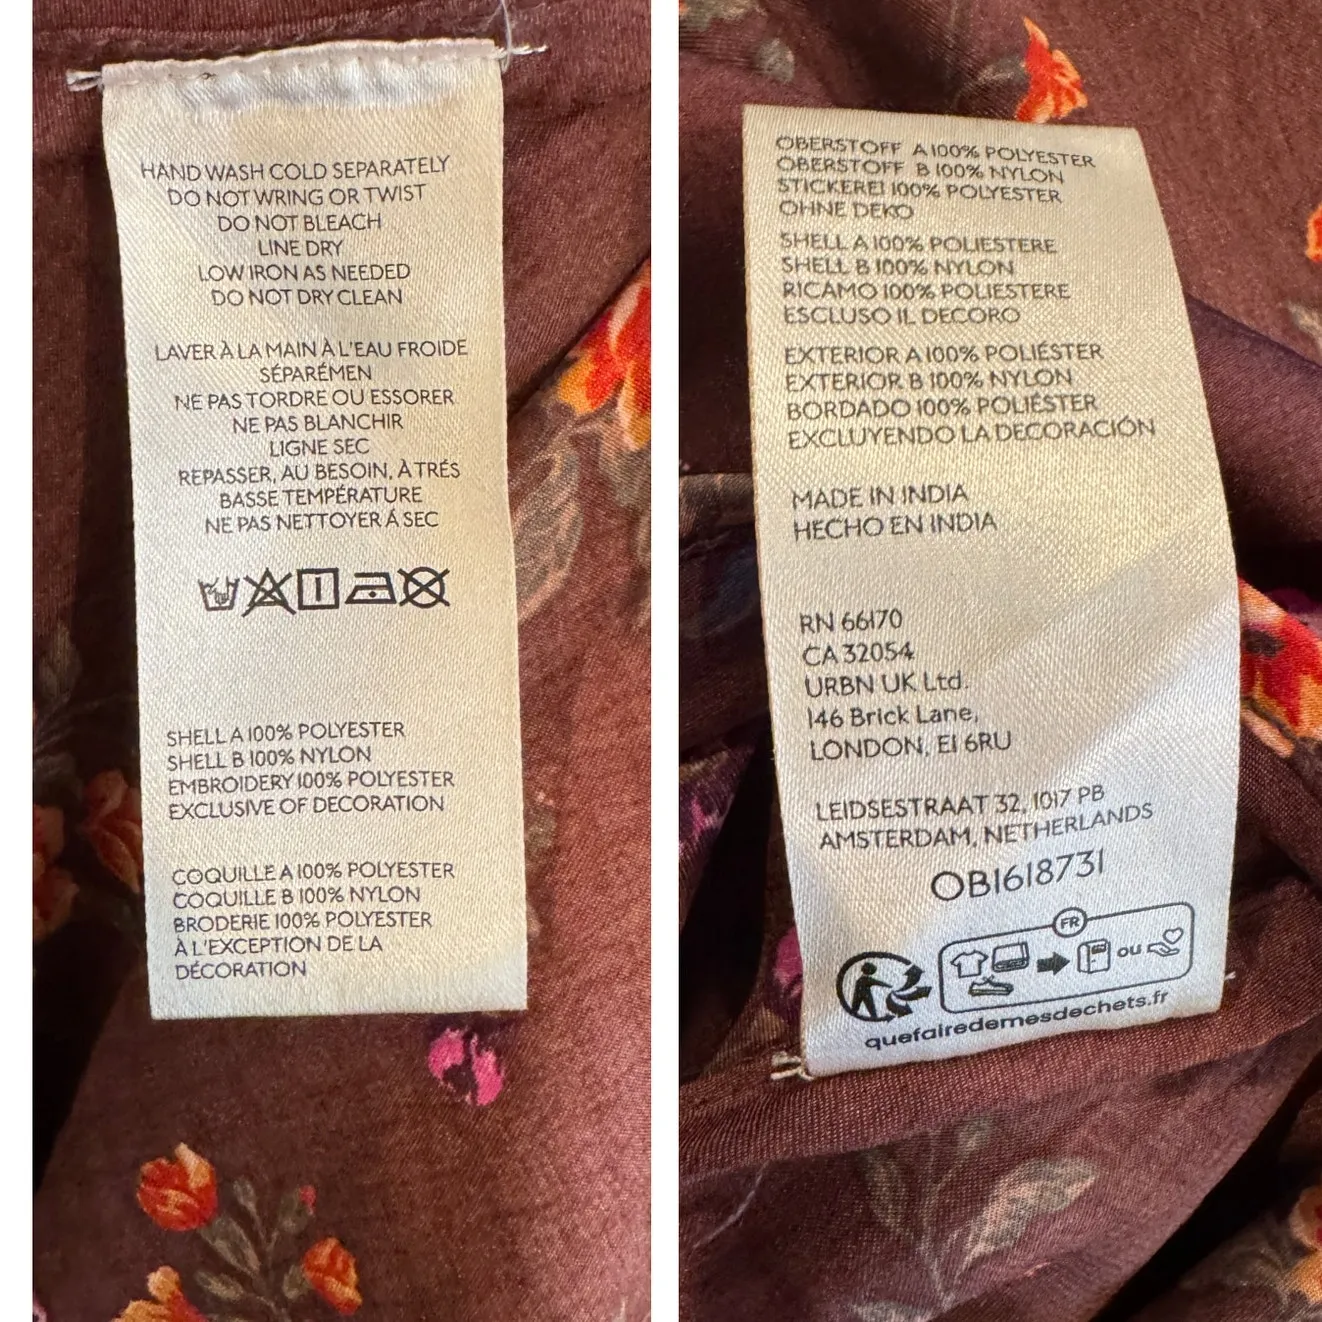 HAND WASH COLD SEPARATELY
DO NOT WRING OR TWIST
DO NOT BLEACH
LINE DRY
LOW IRON AS NEEDED
DO NOT DRY CLEAN
LAVER À LA MAIN À L'EAU FROIDE
SÉPARÉMEN
NE PAS TORDRE OU ESSORER
NE PAS BLANCHIR
LIGNE SEC
REPASSER, AU BESOIN, À TRÉS
BASSE TEMPÉRATURE
NE PAS NETTOYER Á SEC
SHELL A 100% POLYESTER
SHELL B 100% NYLON
EMBROIDERY 100% POLYESTER
EXCLUSIVE OF DECORATION
COQUILLE A 100% POLYESTER
COQUILLE B 100% NYLON
BRODERIE 100% POLYESTER
À L'EXCEPTION DE LA
DÉCORATION
OBERSTOFF A 100% POLYESTER
OBERSTOFF B 100% NYLON
STICKEREI 100% POLYESTER
OHNE DEKO
SHELL A 100% POLIESTERE
SHELL B 100% NYLON
RICAMO 100% POLIESTERE
ESCLUSO IL DECORO
EXTERIOR A 100% POLIÉSTER
EXTERIOR B 100% NYLON
BORDADO 100% POLIÉSTER
EXCLUYENDO LA DECORACIÓN
MADE IN INDIA
HECHO EN INDIA
RN 66170
CA 32054
URBN UK Ltd.
146 Brick Lane,
LONDON, E1 6RU
LEIDSESTRAAT 32, 1017 PB
AMSTERDAM, NETHERLANDS
OB1618731
FR
ou
quefairedemesdechets.fr